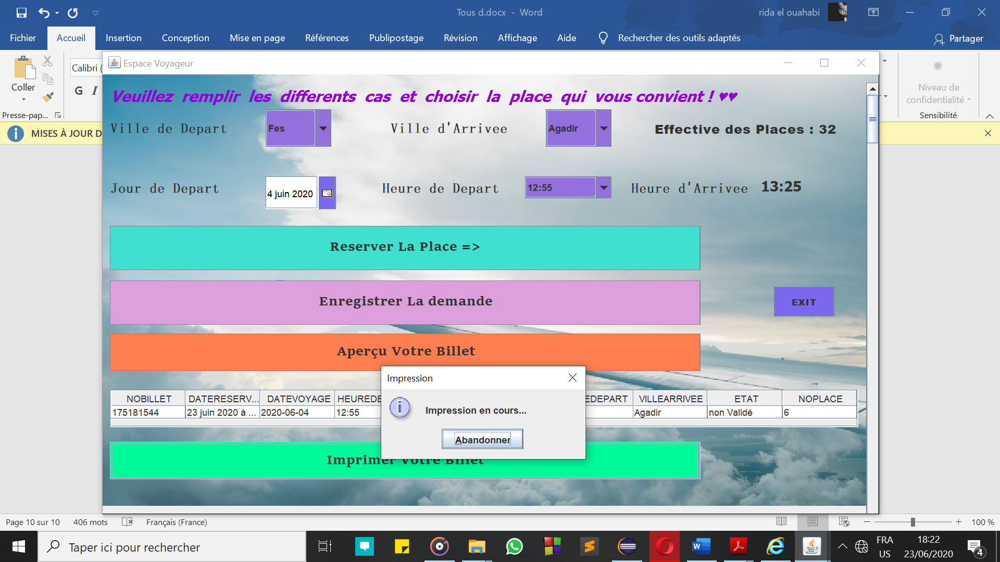 Tous d.docx - Word
rida el ouahabi
Fichier
Accueil
Insertion
Conception
Mise en page
Références
Publipostage
Révision
Affichage
Aide
Rechercher des outils adaptés
Partager
Coller
Presse-pap...
Calibri (
G
I
Niveau de
confidentialité
Sensibilité
MISES À JOUR D
Espace Voyageur
Veuillez remplir les differents cas et choisir la place qui vous convient ! ♥♥
Ville de Depart
Fes
Ville d'Arrivee
Agadir
Effective des Places : 32
Jour de Depart
4 juin 2020
Heure de Depart
12:55
Heure d'Arrivee
13:25
Reserver La Place =>
Enregistrer La demande
EXIT
Aperçu Votre Billet
Impression
Impression en cours...
Abandonner
NOBILLET DATERESERV... DATEVOYAGE HEUREDE EDEPART VILLEARRIVEE ETAT NOPLACE
175181544 23 juin 2020 à ... 2020-06-04 12:55 Agadir non Validé 6
Imprimer Votre Billet
Page 10 sur 10
406 mots
Français (France)
100 %
Taper ici pour rechercher
FRA
US
18:22
23/06/2020
4